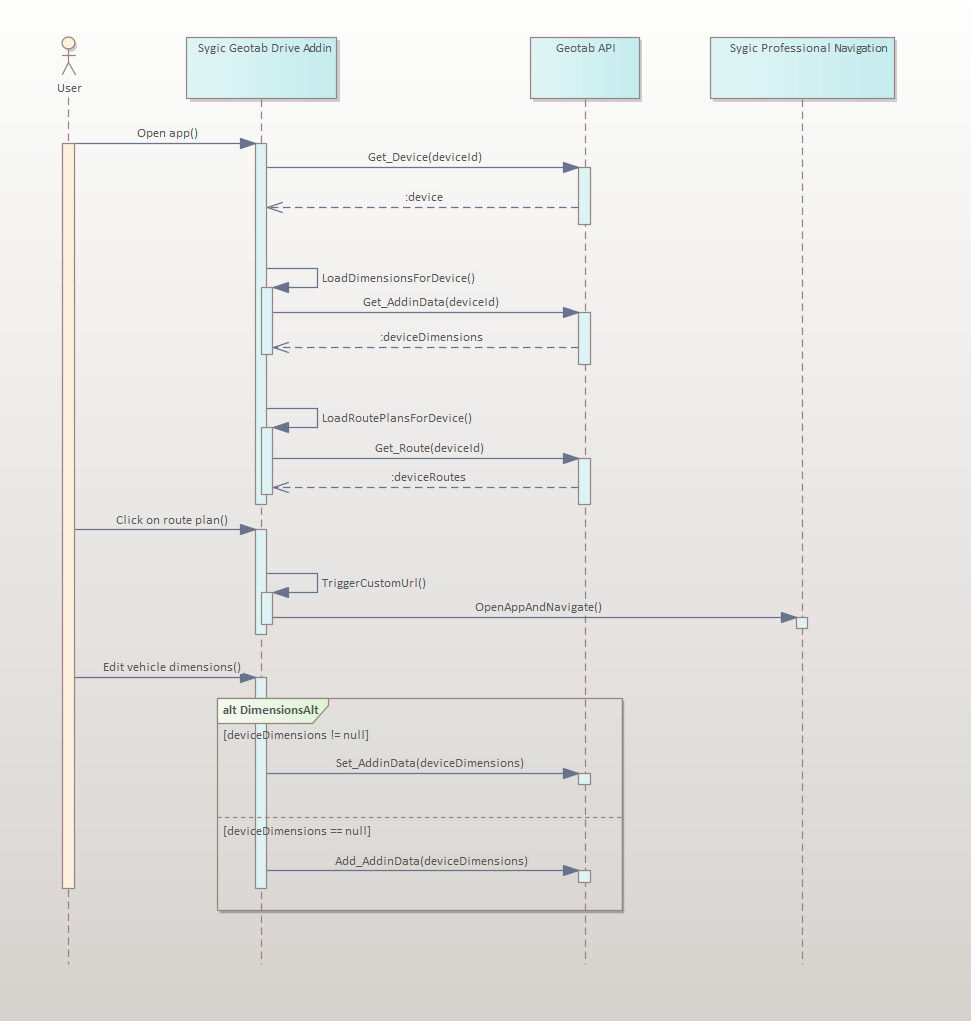 Sygic Geotab Drive Addin
Geotab API
Sygic Professional Navigation
User
Open app()
Get_Device(deviceId)
:device
LoadDimensionsForDevice()
Get_AddinData(deviceId)
:deviceDimensions
LoadRoutePlansForDevice()
Get_Route(deviceId)
:deviceRoutes
Click on route plan()
TriggerCustomUrl()
OpenAppAndNavigate()
Edit vehicle dimensions()
alt DimensionsAlt
[deviceDimensions != null]
Set_AddinData(deviceDimensions)
[deviceDimensions == null]
Add_AddinData(deviceDimensions)